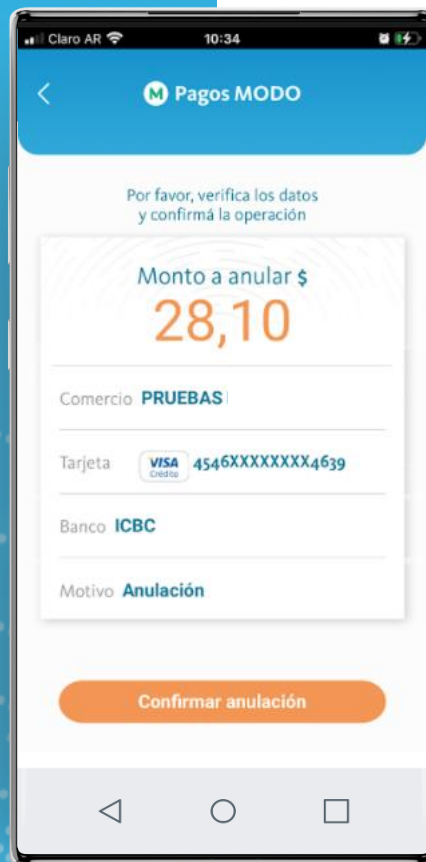 Claro AR 10:34
M Pagos MODO
Por favor, verifica los datos
y confirmá la operación
Monto a anular $
28,10
Comercio PRUEBAS
Tarjeta VISA Crédito 4546XXXXXXXX4639
Banco ICBC
Motivo Anulación
Confirmar anulación